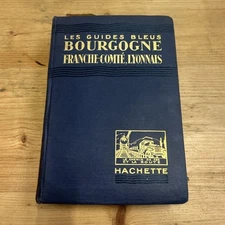 LES GUIDES BLEUS
BOURGOGNE
FRANCHE-COMTÉ, LYONNAIS
HACHETTE